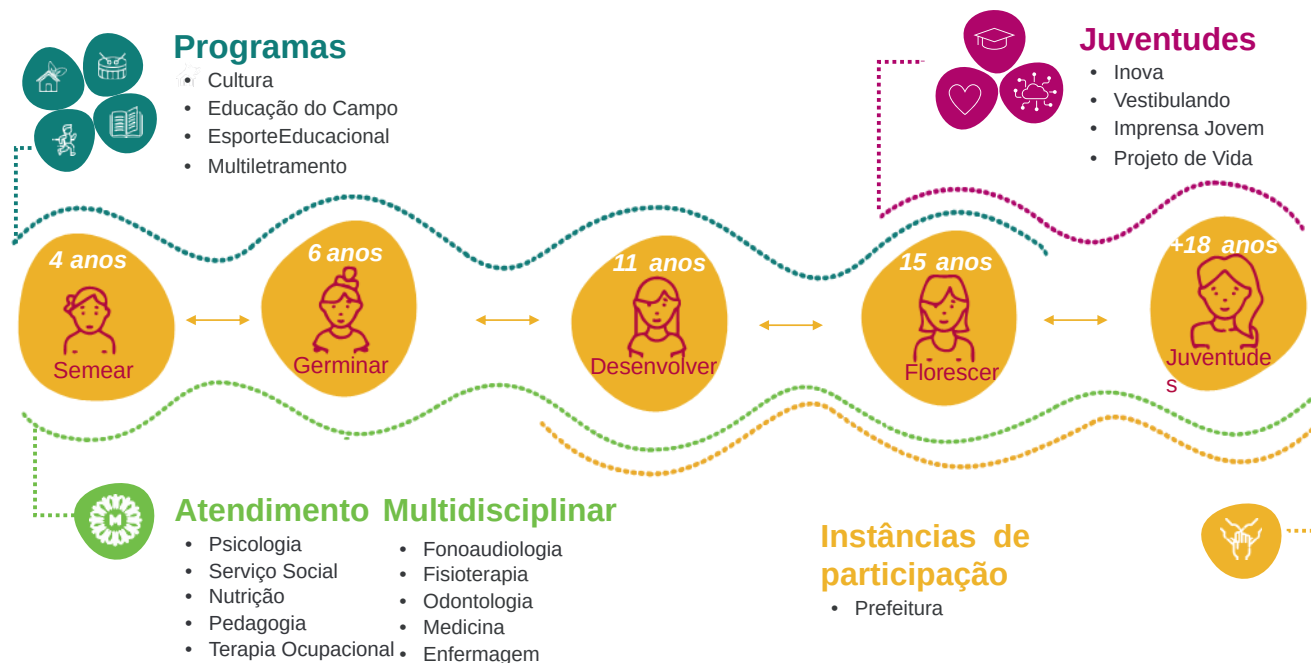 Programas
• Cultura
• Educação do Campo
• EsporteEducacional
• Multiletramento
Juventudes
• Inova
• Vestibulando
• Imprensa Jovem
• Projeto de Vida
4 anos
Semear
6 anos
Germinar
11 anos
Desenvolver
15 anos
Florescer
+18 anos
Juventude
s
Atendimento Multidisciplinar
• Psicologia
• Serviço Social
• Nutrição
• Pedagogia
• Terapia Ocupacional
• Fonoaudiologia
• Fisioterapia
• Odontologia
• Medicina
• Enfermagem
Instâncias de
participação
• Prefeitura